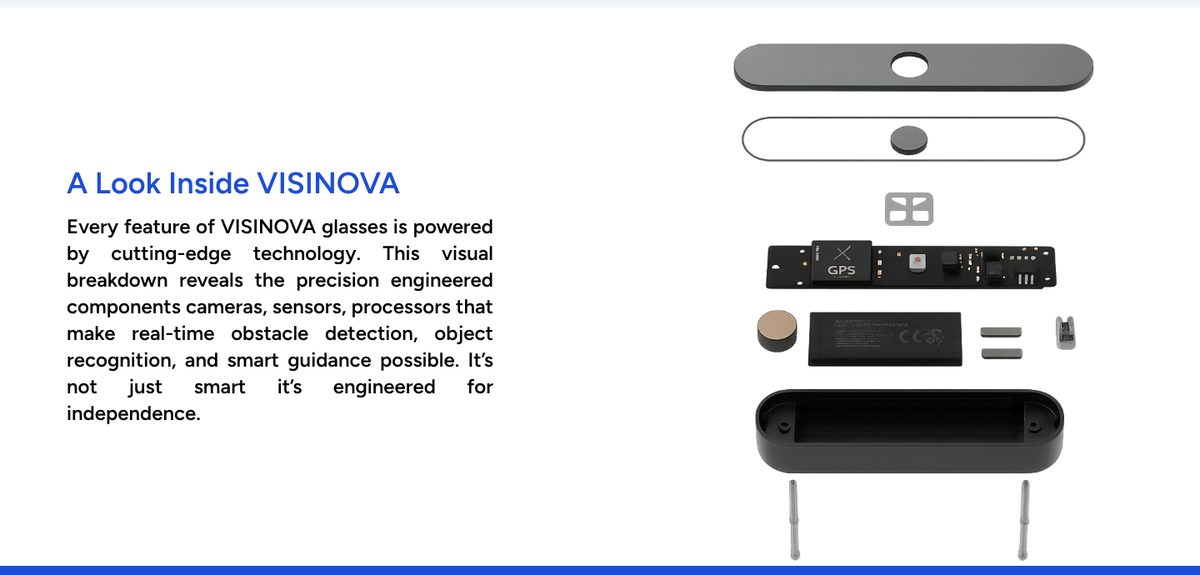 A Look Inside VISINOVA
Every feature of VISINOVA glasses is powered
by cutting-edge technology. This visual
breakdown reveals the precision engineered
components cameras, sensors, processors that
make real-time obstacle detection, object
recognition, and smart guidance possible. It’s
not just smart it’s engineered for
independence.
GPS